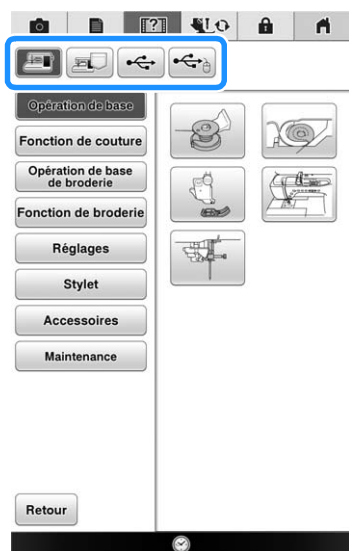 Opération de base
Fonction de couture
Opération de base
de broderie
Fonction de broderie
Réglages
Stylet
Accessoires
Maintenance
Retour